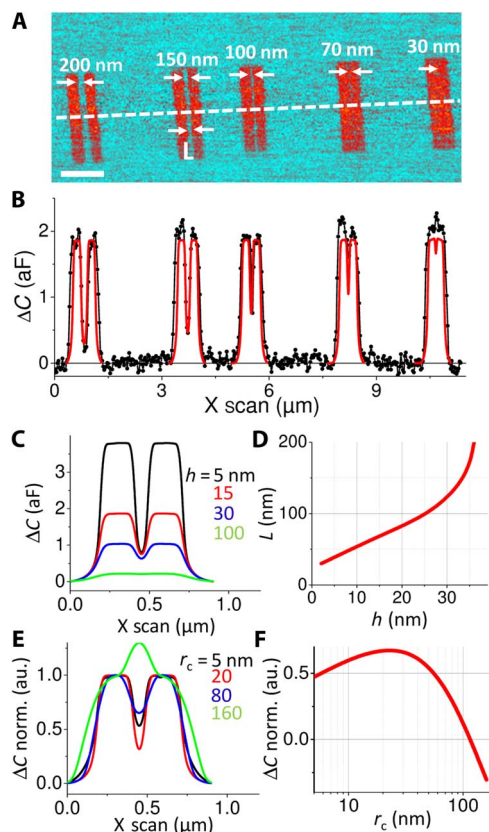 A
200 nm 150 nm 100 nm 70 nm 30 nm
L
B
ΔC (aF)
2
1
0
0 3 6 9
X scan (μm)
C
ΔC (aF)
3
2
1
0
h = 5 nm
15
30
100
0.0 0.5 1.0
X scan (μm)
D
L (nm)
200
100
0
0 10 20 30
h (nm)
E
ΔC norm. (au.)
1.0
0.5
0.0
rc = 5 nm
20
80
160
0.0 0.5 1.0
X scan (μm)
F
ΔC norm. (au.)
0.5
0.0
10 100
rc (nm)